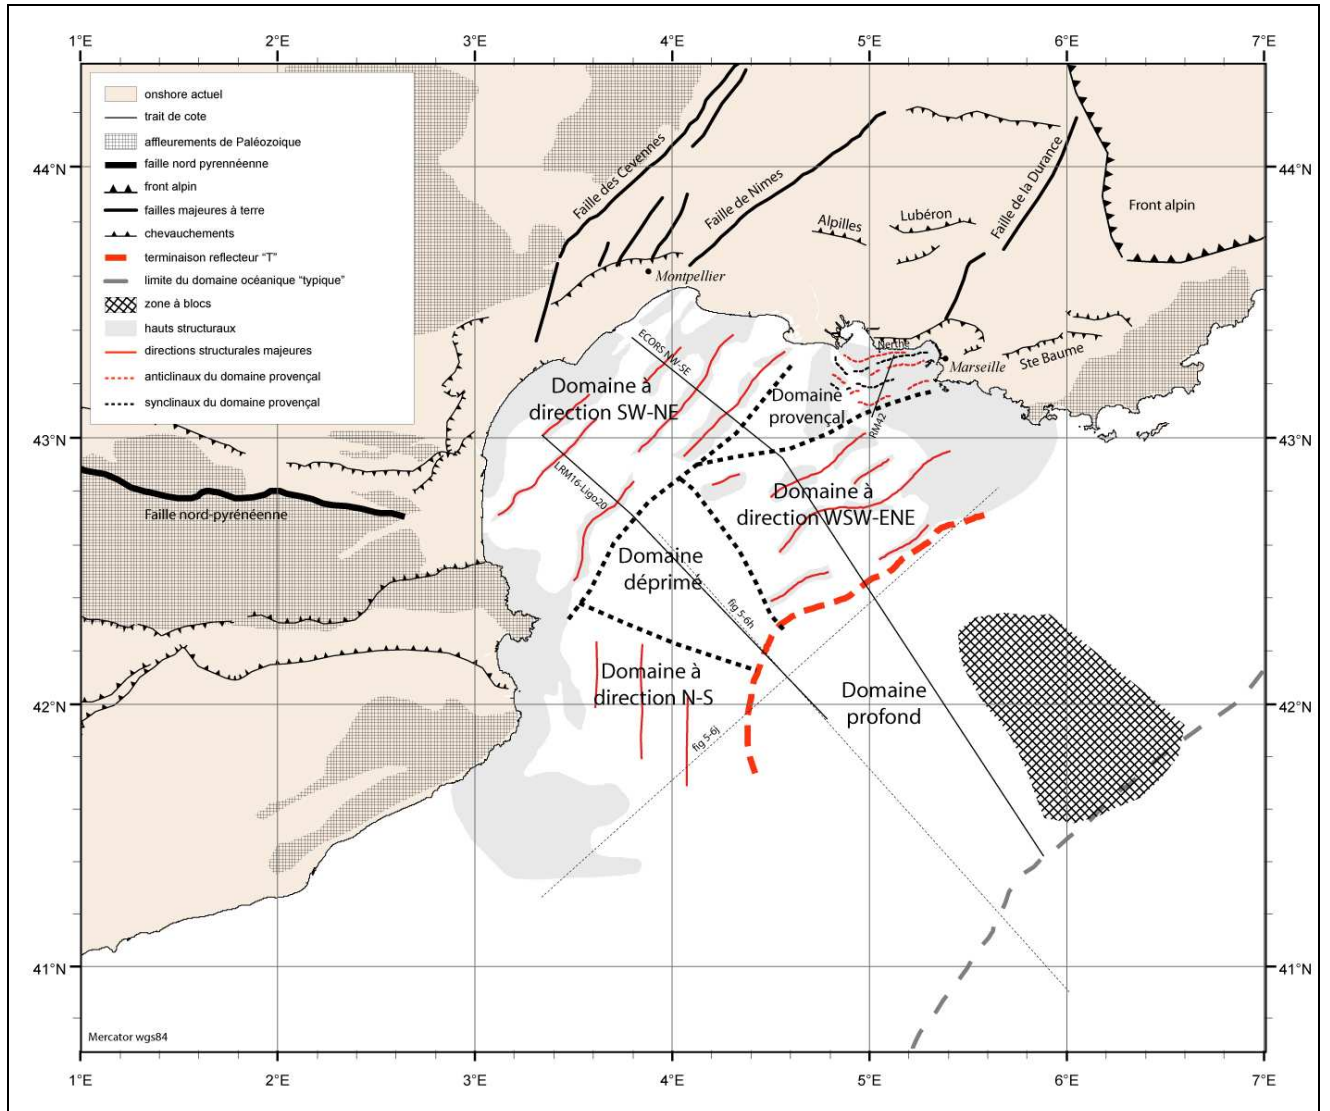 1°E 2°E 3°E 4°E 5°E 6°E 7°E
onshore actuel
trait de cote
affleurements de Paléozoique
faille nord pyrennéenne
front alpin
failles majeures à terre
chevauchements
terminaison reflecteur "T"
limite du domaine océanique "typique"
zone à blocs
hauts structuraux
directions structurales majeures
anticlinaux du domaine provençal
synclinaux du domaine provençal
44°N
44°N
Faille des Cevennes
Faille de Nimes
Faille de la Durance
Alpilles
Lubéron
Front alpin
Montpellier
ECORS NW-SE
Nerthe
Marseille
Ste Baume
Domaine à
direction SW-NE
Domaine
provençal
RM42
43°N
43°N
LRM16-Ligo20
Faille nord-pyrénéenne
Domaine à
direction WSW-ENE
Domaine
déprimé
fig 5-6h
Domaine à
direction N-S
Domaine
profond
fig 5-6j
42°N
42°N
41°N
41°N
Mercator wgs84
1°E 2°E 3°E 4°E 5°E 6°E 7°E